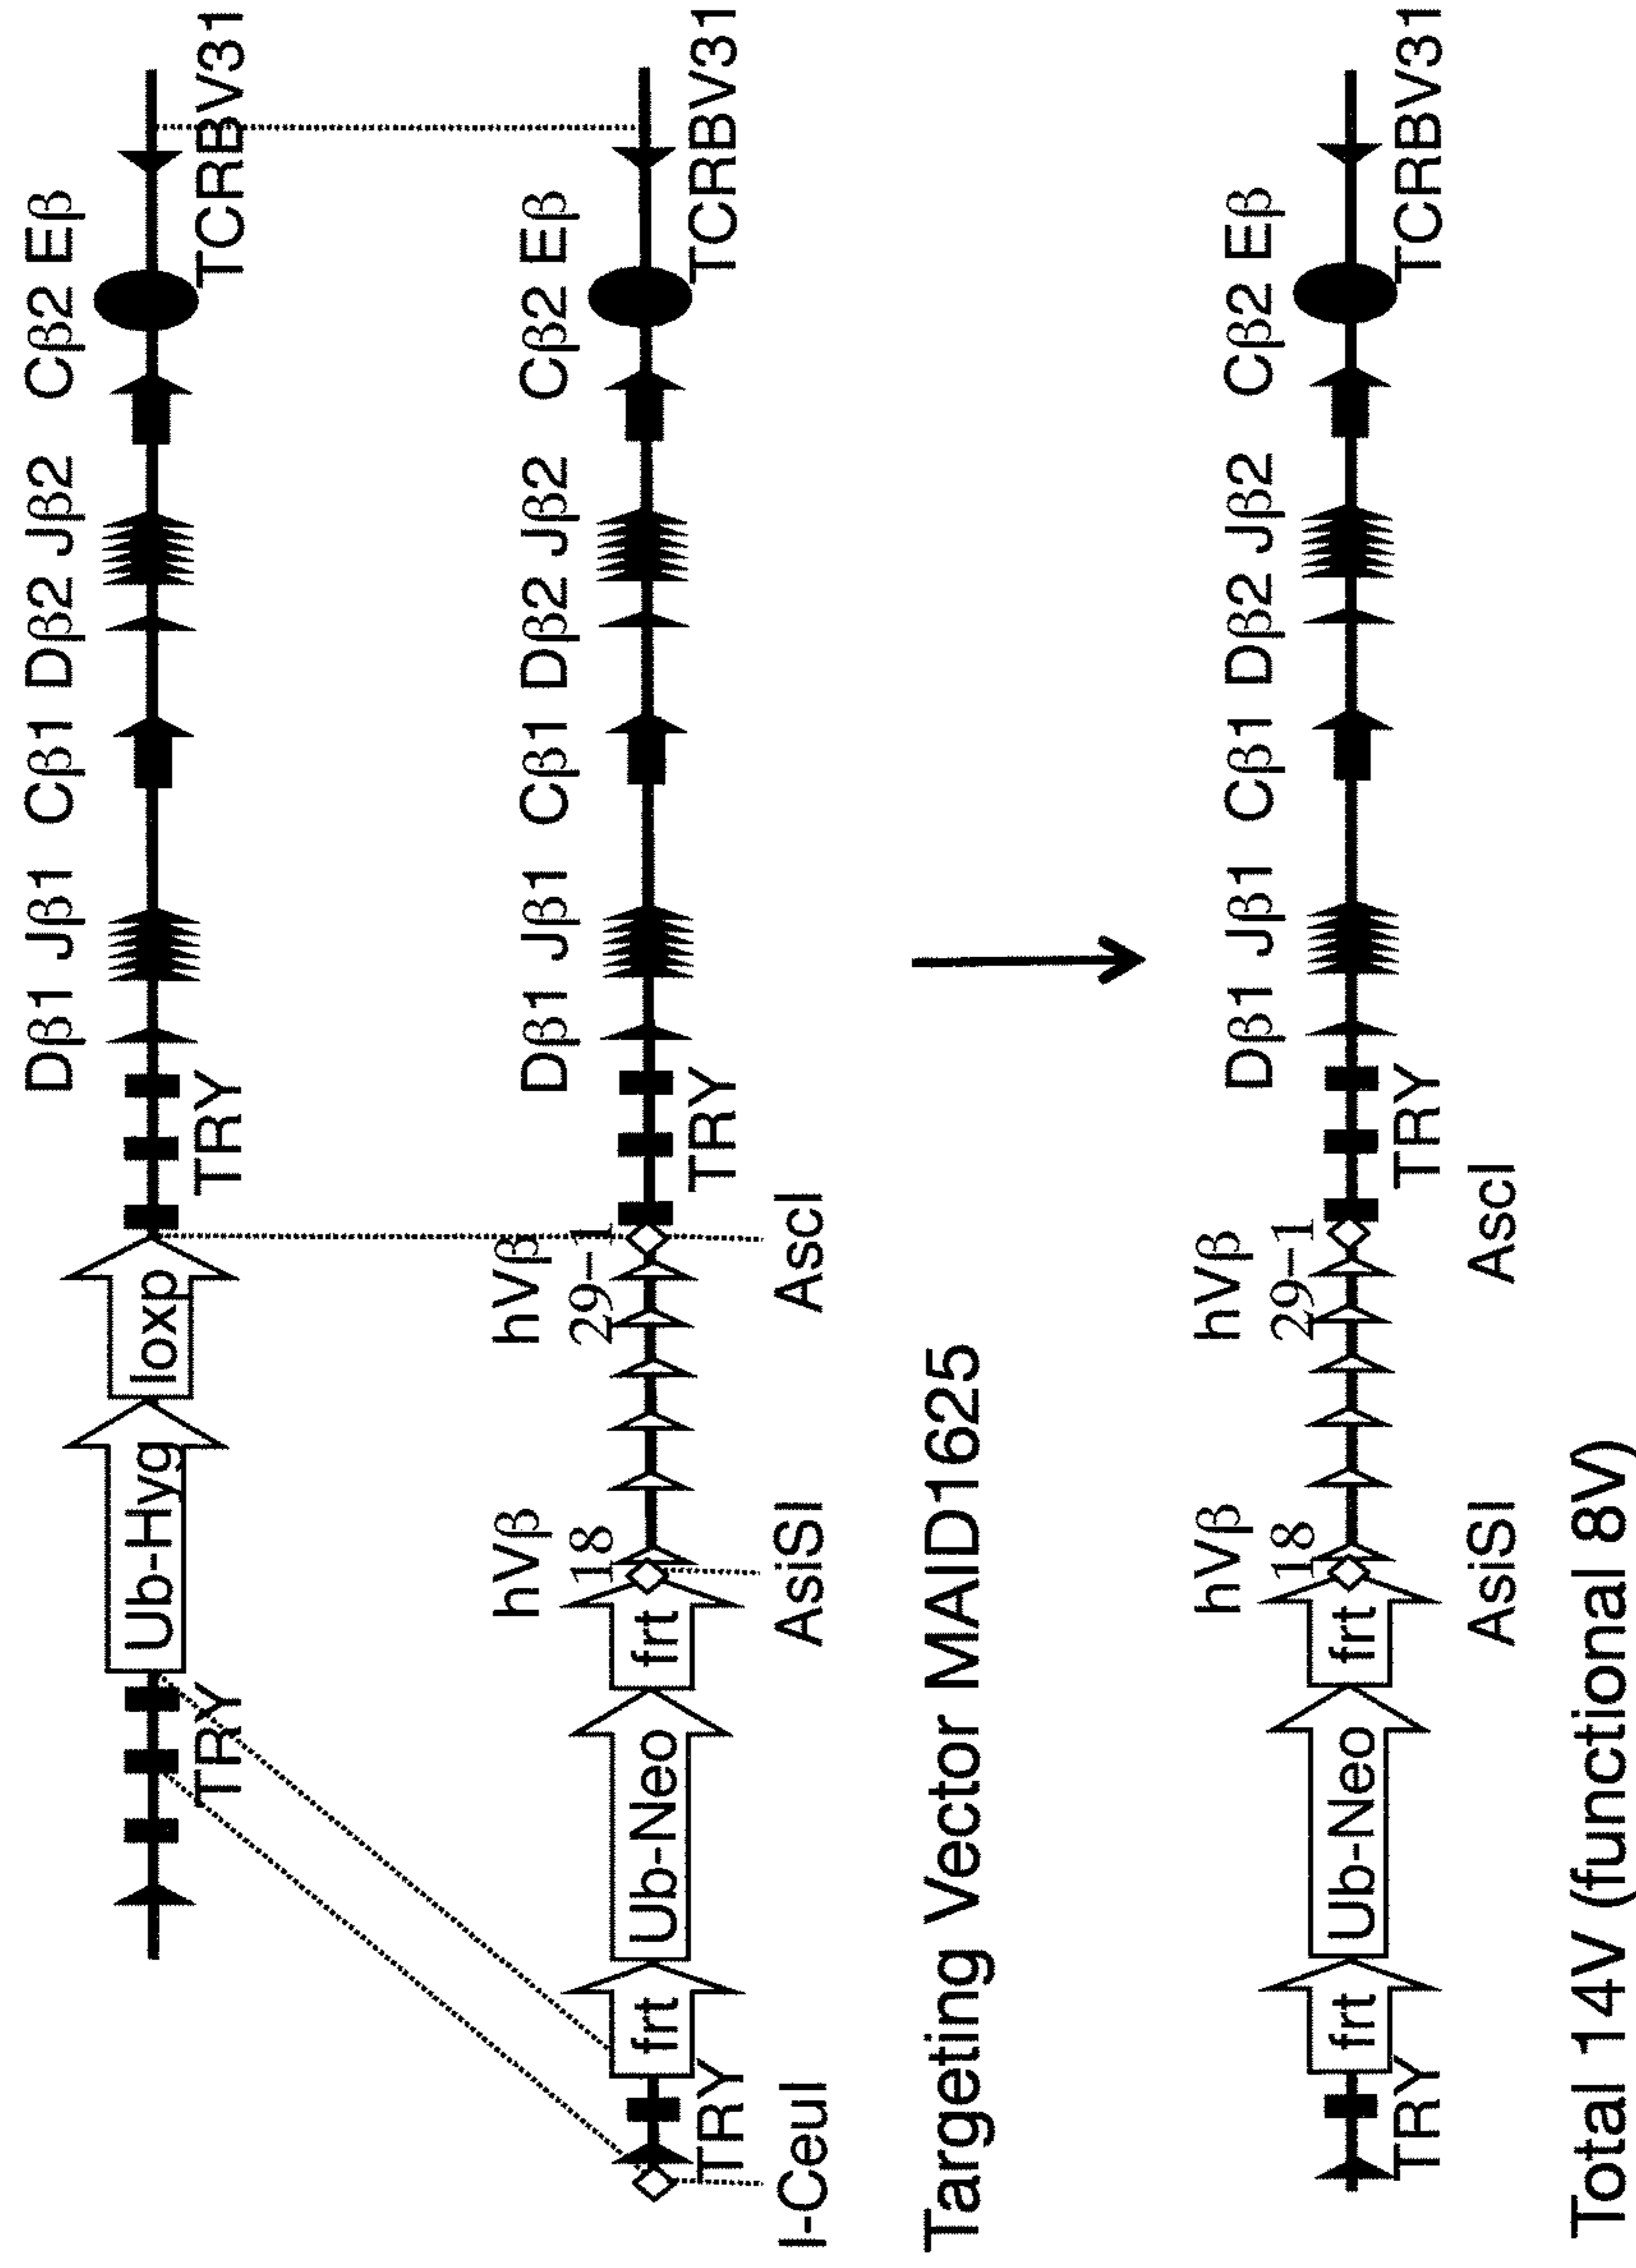 Dβ1 Jβ1 Cβ1 Dβ2 Jβ2 Cβ2 Eβ
Ub-Hyg loxp
TRY TRY TCRBV31
hVβ 18 hVβ 29–1 Dβ1 Jβ1 Cβ1 Dβ2 Jβ2 Cβ2 Eβ
frt Ub-Neo frt
TRY TRY TCRBV31
I-CeuI AsiSI AscI
Targeting Vector MAID1625
hVβ 18 hVβ 29–1 Dβ1 Jβ1 Cβ1 Dβ2 Jβ2 Cβ2 Eβ
frt Ub-Neo frt
TRY TRY TCRBV31
AsiSI AscI
Total 14V (functional 8V)